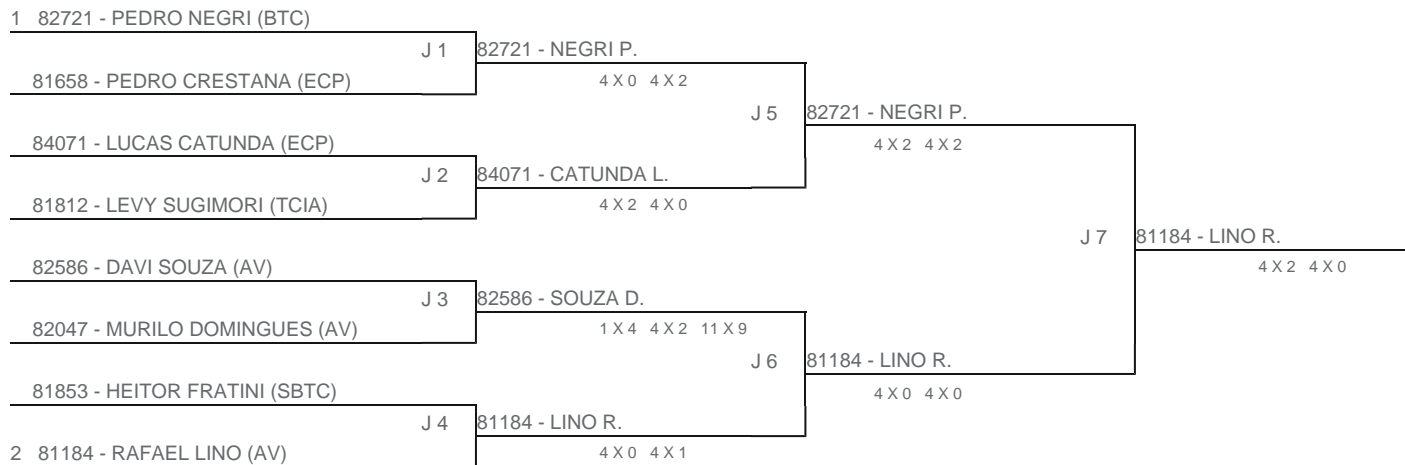 1 82721 - PEDRO NEGRI (BTC)
J 1 82721 - NEGRI P.
81658 - PEDRO CRESTANA (ECP) 4 X 0 4 X 2
J 5 82721 - NEGRI P.
84071 - LUCAS CATUNDA (ECP) 4 X 2 4 X 2
J 2 84071 - CATUNDA L.
81812 - LEVY SUGIMORI (TCIA) 4 X 2 4 X 0
J 7 81184 - LINO R.
82586 - DAVI SOUZA (AV) 4 X 2 4 X 0
J 3 82586 - SOUZA D.
82047 - MURILO DOMINGUES (AV) 1 X 4 4 X 2 11 X 9
J 6 81184 - LINO R.
81853 - HEITOR FRATINI (SBTC) 4 X 0 4 X 0
J 4 81184 - LINO R.
2 81184 - RAFAEL LINO (AV) 4 X 0 4 X 1